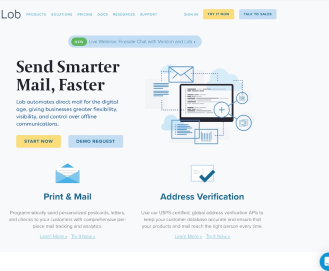 Lob PRODUCTS SOLUTIONS PRICING DOCS RESOURCES SUPPORT SIGN IN TRY IT NOW TALK TO SALES
NEW Live Webinar: Fireside Chat with Verizon and Lob »
Send Smarter
Mail, Faster
Lob automates direct mail for the digital
age, giving businesses greater flexibility,
visibility, and control over offline
communications.
START NOW DEMO REQUEST
Print & Mail
Programmatically send personalized postcards, letters,
and checks to your customers with comprehensive per-
piece mail tracking and analytics.
Learn More » Try it Now »
Address Verification
Use our USPS-certified, global address verification APIs to
keep your customer database accurate and ensure that
your products and mail reach the right person every time.
Learn More » Try it Now »